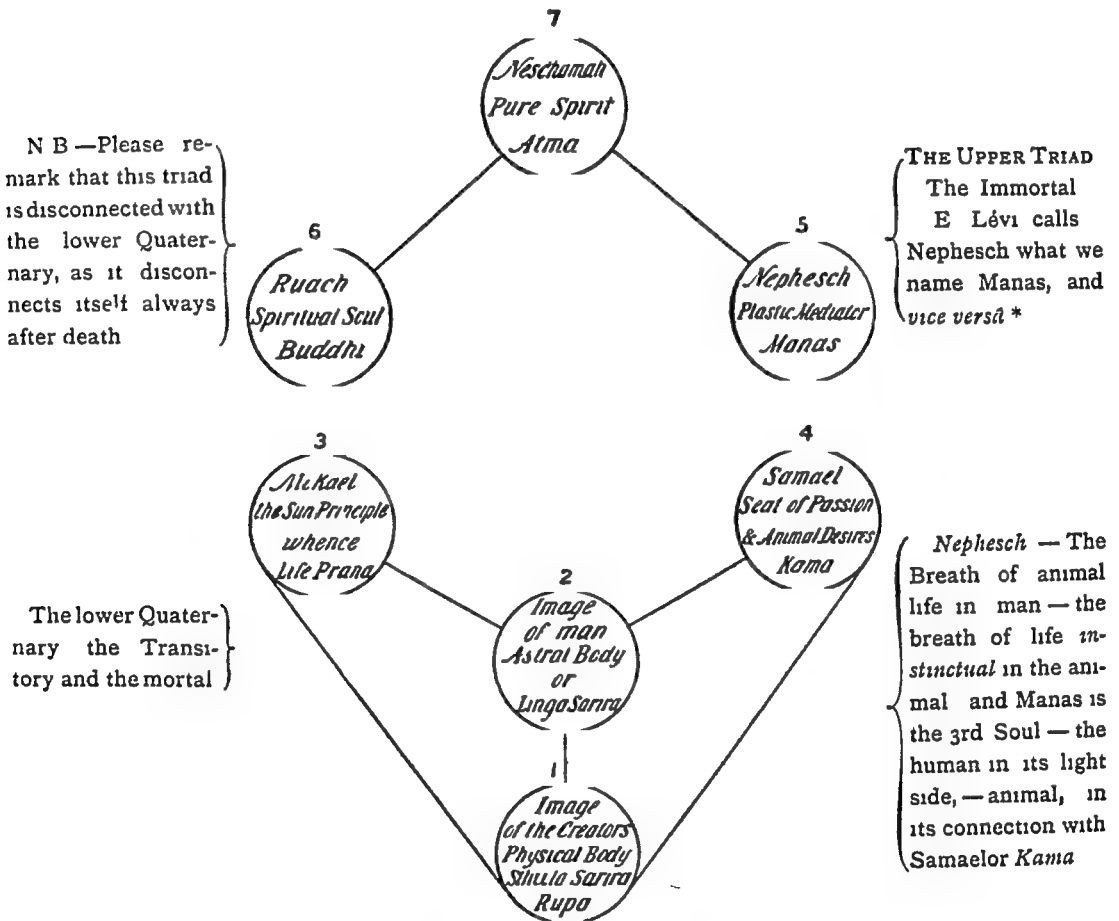 7
Neschamah
Pure Spirit
Atma
N B —Please re-
mark that this triad
is disconnected with
the lower Quater-
nary, as it discon-
nects itself always
after death
6
Ruach
Spiritual Soul
Buddhi
5
Nephesch
Plastic Mediator
Manas
THE UPPER TRIAD
The Immortal
E Lévi calls
Nephesch what we
name Manas, and
vice versâ *
3
Mikael
the Sun Principle
whence
Life Prana
4
Samael
Seat of Passion
& Animal Desires
Kama
The lower Quater-
nary the Transi-
tory and the mortal
2
Image
of man
Astral Body
or
Linga Sarira
1
Image
of the Creators
Physical Body
Sthula Sarira
Rupa
Nephesch — The
Breath of animal
life in man — the
breath of life in-
stinctual in the ani-
mal and Manas is
the 3rd Soul — the
human in its light
side, — animal, in
its connection with
Samaelor Kama